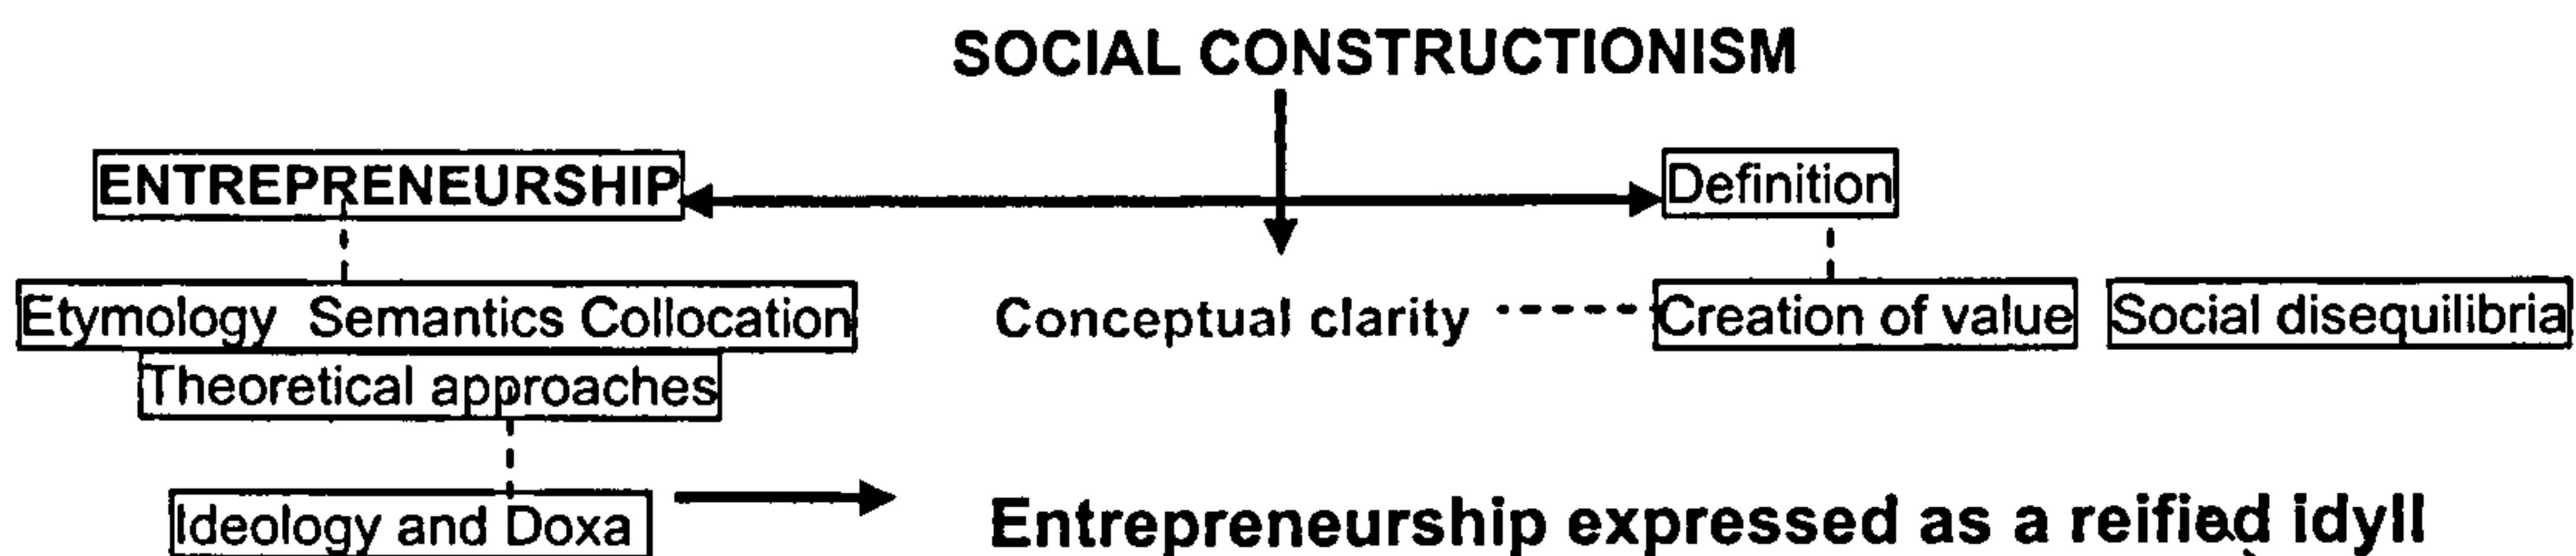 SOCIAL CONSTRUCTIONISM
ENTREPRENEURSHIP Definition
Etymology Semantics Collocation Conceptual clarity Creation of value Social disequilibria
Theoretical approaches
Ideology and Doxa Entrepreneurship expressed as a reified idyll